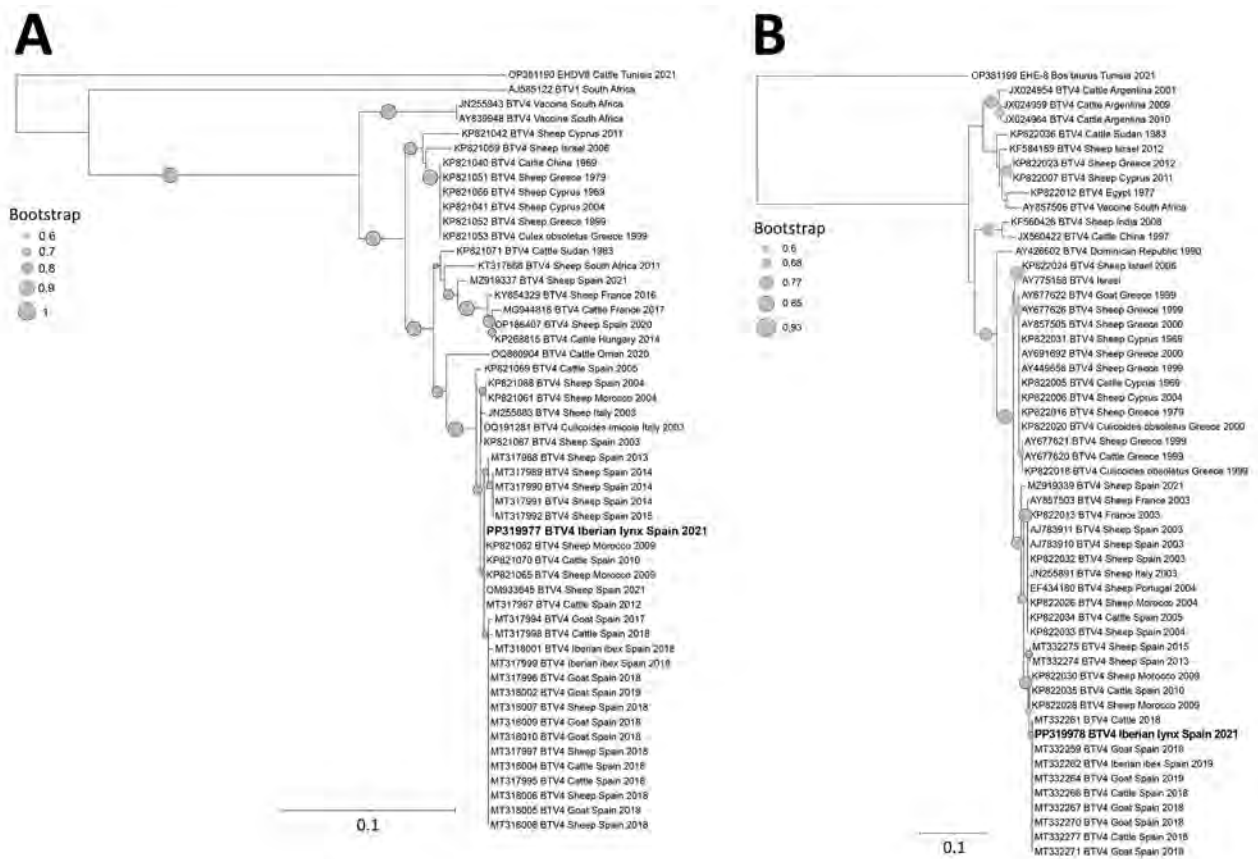 A
OP381190 EHDV8 Cattle Tunisia 2021
AJ585122 BTV1 South Africa
JN255943 BTV4 Vaccine South Africa
AY839948 BTV4 Vaccine South Africa
KP821042 BTV4 Sheep Cyprus 2011
KP821059 BTV4 Sheep Israel 2006
KP821040 BTV4 Cattle China 1969
KP821051 BTV4 Sheep Greece 1979
KP821066 BTV4 Sheep Cyprus 1969
KP821041 BTV4 Sheep Cyprus 2004
KP821052 BTV4 Sheep Greece 1999
KP821053 BTV4 Culex obsoletus Greece 1999
KP821071 BTV4 Cattle Sudan 1983
KT317668 BTV4 Sheep South Africa 2011
MZ919337 BTV4 Sheep Spain 2021
KY654329 BTV4 Sheep France 2016
MG944818 BTV4 Cattle France 2017
OP186407 BTV4 Sheep Spain 2020
KP268815 BTV4 Cattle Hungary 2014
OQ860904 BTV4 Cattle Oman 2020
KP821069 BTV4 Cattle Spain 2005
KP821068 BTV4 Sheep Spain 2004
KP821061 BTV4 Sheep Morocco 2004
JN255883 BTV4 Sheep Italy 2003
OQ191281 BTV4 Culicoides imicola Italy 2003
KP821067 BTV4 Sheep Spain 2003
MT317988 BTV4 Sheep Spain 2013
MT317989 BTV4 Sheep Spain 2014
MT317990 BTV4 Sheep Spain 2014
MT317991 BTV4 Sheep Spain 2014
MT317992 BTV4 Sheep Spain 2015
PP319977 BTV4 Iberian lynx Spain 2021
KP821062 BTV4 Sheep Morocco 2009
KP821070 BTV4 Cattle Spain 2010
KP821065 BTV4 Sheep Morocco 2009
OM933645 BTV4 Sheep Spain 2021
MT317987 BTV4 Cattle Spain 2012
MT317994 BTV4 Goat Spain 2017
MT317998 BTV4 Cattle Spain 2018
MT318001 BTV4 Iberian ibex Spain 2018
MT317999 BTV4 Iberian ibex Spain 2018
MT317996 BTV4 Goat Spain 2018
MT318002 BTV4 Goat Spain 2019
MT318007 BTV4 Sheep Spain 2018
MT318009 BTV4 Goat Spain 2018
MT318010 BTV4 Goat Spain 2018
MT317997 BTV4 Sheep Spain 2018
MT318004 BTV4 Cattle Spain 2018
MT317995 BTV4 Cattle Spain 2018
MT318006 BTV4 Sheep Spain 2018
MT318005 BTV4 Goat Spain 2018
MT318008 BTV4 Sheep Spain 2018
Bootstrap
0.6
0.7
0.8
0.9
1
0.1
B
OP381199 EHE-8 Bos taurus Tunisia 2021
JX024954 BTV4 Cattle Argentina 2001
JX024959 BTV4 Cattle Argentina 2009
JX024964 BTV4 Cattle Argentina 2010
KP822036 BTV4 Cattle Sudan 1983
KF584159 BTV4 Sheep Israel 2012
KP822023 BTV4 Sheep Greece 2012
KP822007 BTV4 Sheep Cyprus 2011
KP822012 BTV4 Egypt 1977
AY857506 BTV4 Vaccine South Africa
KF560426 BTV4 Sheep India 2008
JX560422 BTV4 Cattle China 1997
AY426602 BTV4 Dominican Republic 1990
KP822024 BTV4 Sheep Israel 2006
AY775158 BTV4 Israel
AY677622 BTV4 Goat Greece 1999
AY677626 BTV4 Sheep Greece 1999
AY857505 BTV4 Sheep Greece 2000
KP822031 BTV4 Sheep Cyprus 1969
AY691692 BTV4 Sheep Greece 2000
AY449658 BTV4 Sheep Greece 1999
KP822005 BTV4 Cattle Cyprus 1969
KP822006 BTV4 Sheep Cyprus 2004
KP822016 BTV4 Sheep Greece 1979
KP822020 BTV4 Culicoides obsoletus Greece 2000
AY677621 BTV4 Sheep Greece 1999
AY677620 BTV4 Cattle Greece 1999
KP822018 BTV4 Culicoides obsoletus Greece 1999
MZ919339 BTV4 Sheep Spain 2021
AY857503 BTV4 Sheep France 2003
KP822013 BTV4 France 2003
AJ783911 BTV4 Sheep Spain 2003
AJ783910 BTV4 Sheep Spain 2003
KP822032 BTV4 Sheep Spain 2003
JN255891 BTV4 Sheep Italy 2003
EF434180 BTV4 Sheep Portugal 2004
KP822026 BTV4 Sheep Morocco 2004
KP822034 BTV4 Cattle Spain 2005
KP822033 BTV4 Sheep Spain 2004
MT332275 BTV4 Sheep Spain 2015
MT332274 BTV4 Sheep Spain 2013
KP822030 BTV4 Sheep Morocco 2009
KP822035 BTV4 Cattle Spain 2010
KP822028 BTV4 Sheep Morocco 2009
MT332261 BTV4 Cattle 2018
PP319978 BTV4 Iberian lynx Spain 2021
MT332259 BTV4 Goat Spain 2018
MT332262 BTV4 Iberian ibex Spain 2019
MT332264 BTV4 Goat Spain 2019
MT332266 BTV4 Cattle Spain 2018
MT332267 BTV4 Goat Spain 2018
MT332270 BTV4 Goat Spain 2018
MT332277 BTV4 Cattle Spain 2018
MT332271 BTV4 Goat Spain 2018
Bootstrap
0.6
0.68
0.77
0.85
0.93
0.1